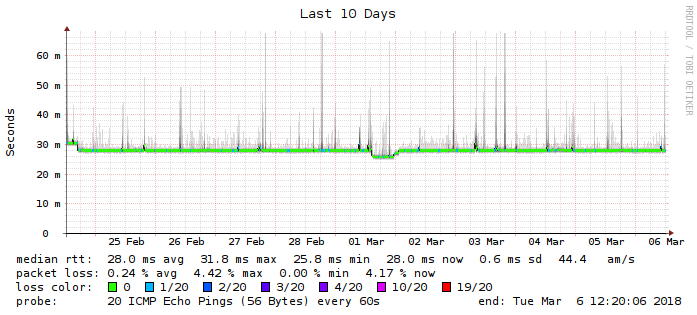 Last 10 Days
RRDTOOL / TOBI OETIKER
Seconds
60 m
50 m
40 m
30 m
20 m
10 m
0
25 Feb 26 Feb 27 Feb 28 Feb 01 Mar 02 Mar 03 Mar 04 Mar 05 Mar 06 Mar
median rtt: 28.0 ms avg 31.8 ms max 25.8 ms min 28.0 ms now 0.6 ms sd 44.4 am/s
packet loss: 0.24 % avg 4.42 % max 0.00 % min 4.17 % now
loss color: 0 1/20 2/20 3/20 4/20 10/20 19/20
probe: 20 ICMP Echo Pings (56 Bytes) every 60s end: Tue Mar 6 12:20:06 2018